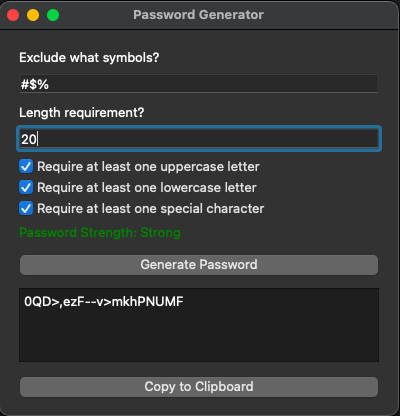 Password Generator
Exclude what symbols?
#$%
Length requirement?
20
Require at least one uppercase letter
Require at least one lowercase letter
Require at least one special character
Password Strength: Strong
Generate Password
0QD>,ezF--v>mkhPNUMF
Copy to Clipboard